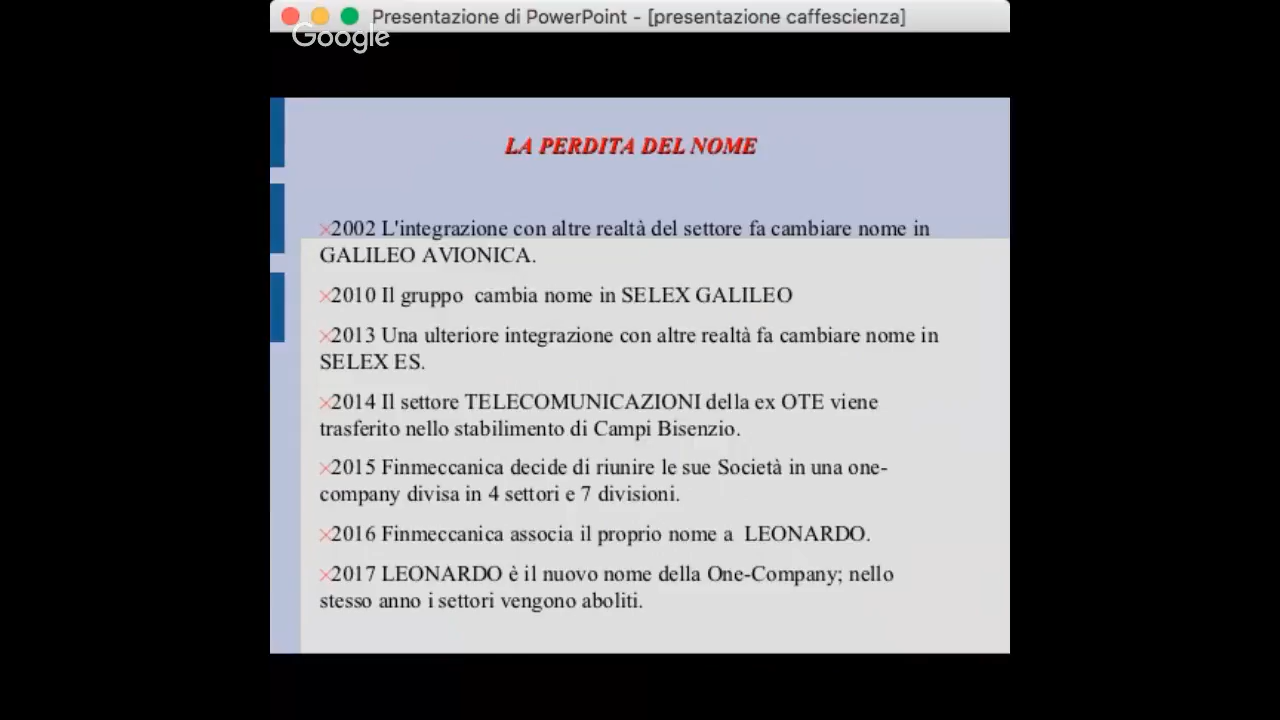 Presentazione di PowerPoint - [presentazione caffescienza]
Google
LA PERDITA DEL NOME
×2002 L'integrazione con altre realtà del settore fa cambiare nome in
GALILEO AVIONICA.
×2010 Il gruppo cambia nome in SELEX GALILEO
×2013 Una ulteriore integrazione con altre realtà fa cambiare nome in
SELEX ES.
×2014 Il settore TELECOMUNICAZIONI della ex OTE viene
trasferito nello stabilimento di Campi Bisenzio.
×2015 Finmeccanica decide di riunire le sue Società in una one-
company divisa in 4 settori e 7 divisioni.
×2016 Finmeccanica associa il proprio nome a LEONARDO.
×2017 LEONARDO è il nuovo nome della One-Company; nello
stesso anno i settori vengono aboliti.